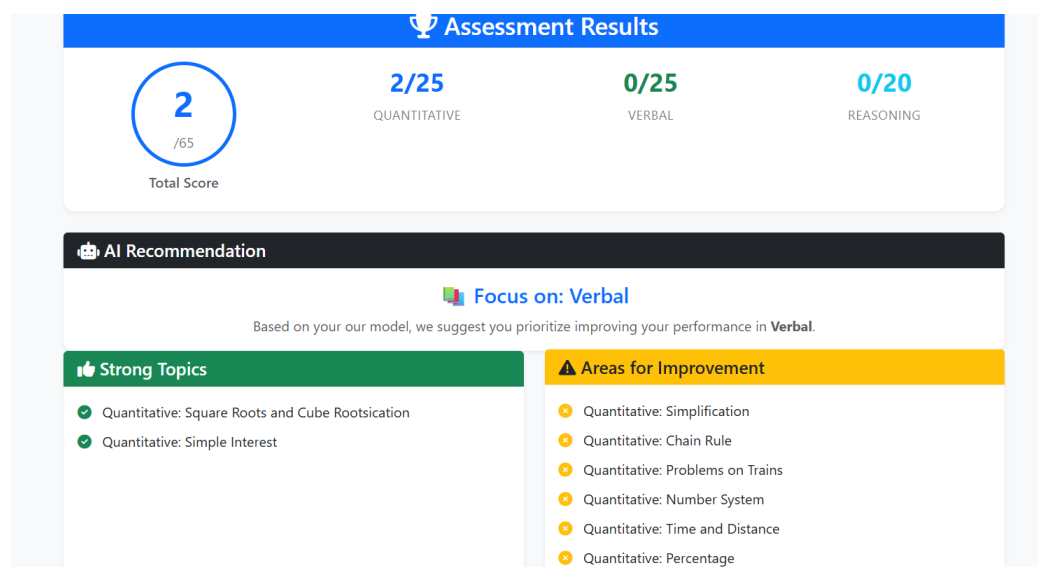 Assessment Results
2
/65
Total Score
2/25
QUANTITATIVE
0/25
VERBAL
0/20
REASONING
AI Recommendation
Focus on: Verbal
Based on your our model, we suggest you prioritize improving your performance in Verbal.
Strong Topics
Quantitative: Square Roots and Cube Rootsication
Quantitative: Simple Interest
Areas for Improvement
Quantitative: Simplification
Quantitative: Chain Rule
Quantitative: Problems on Trains
Quantitative: Number System
Quantitative: Time and Distance
Quantitative: Percentage